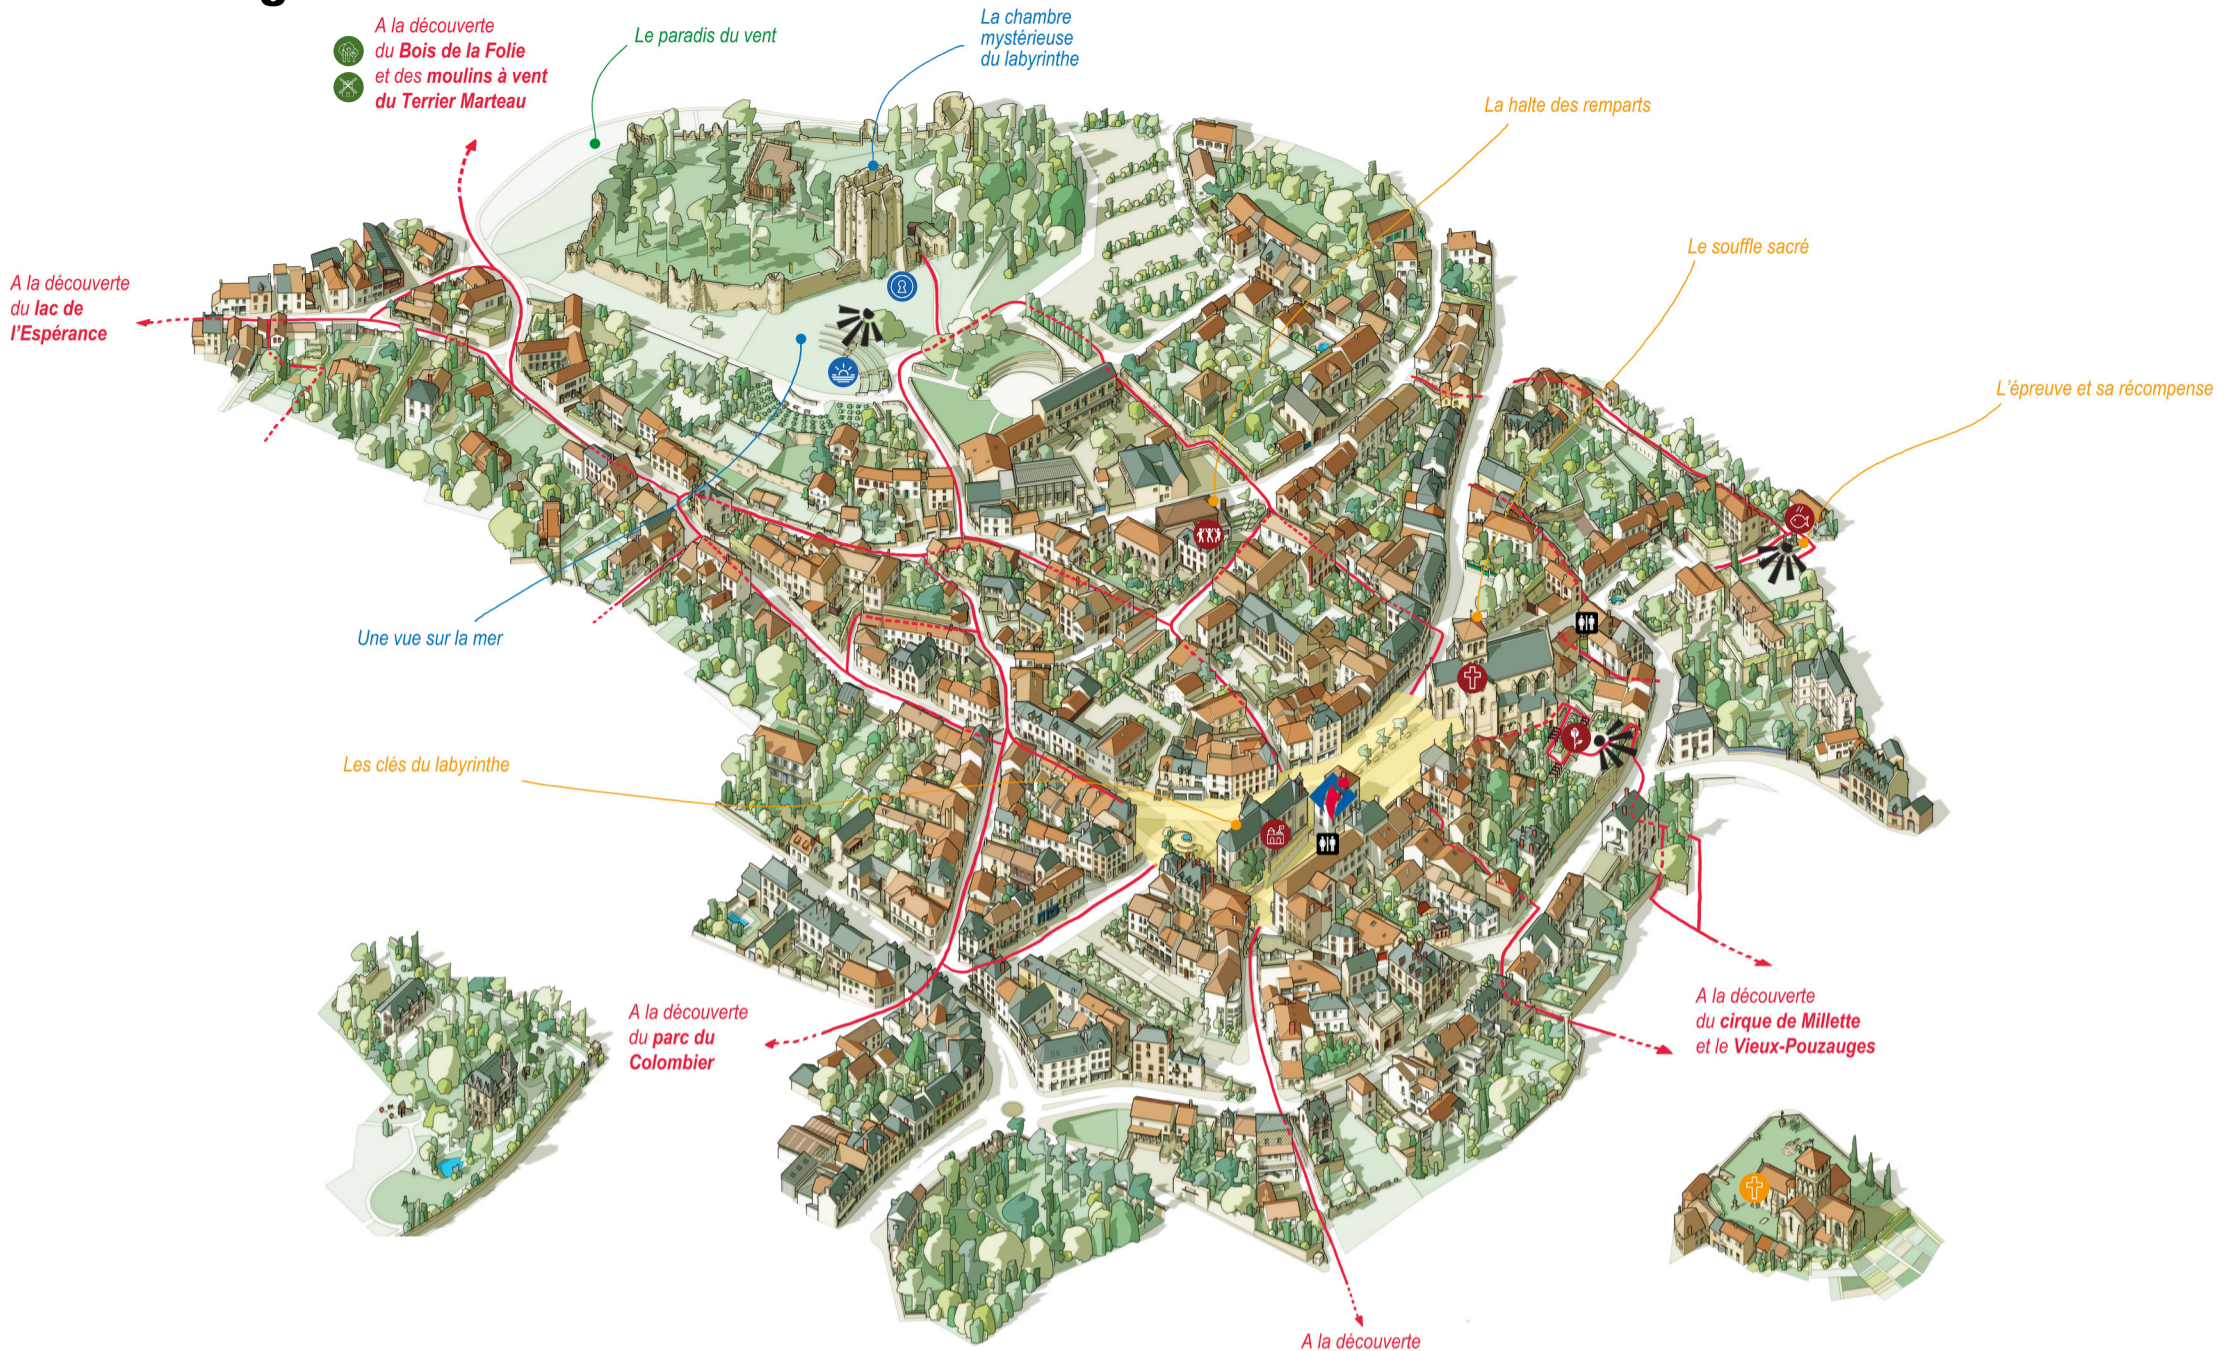 A la découverte
du Bois de la Folie
et des moulins à vent
du Terrier Marteau
Le paradis du vent
La chambre
mystérieuse
du labyrinthe
La halte des remparts
Le souffle sacré
A la découverte
du lac de
l'Espérance
L'épreuve et sa récompense
Une vue sur la mer
Les clés du labyrinthe
A la découverte
du parc du
Colombier
A la découverte
du cirque de Millette
et le Vieux-Pouzauges
A la découverte